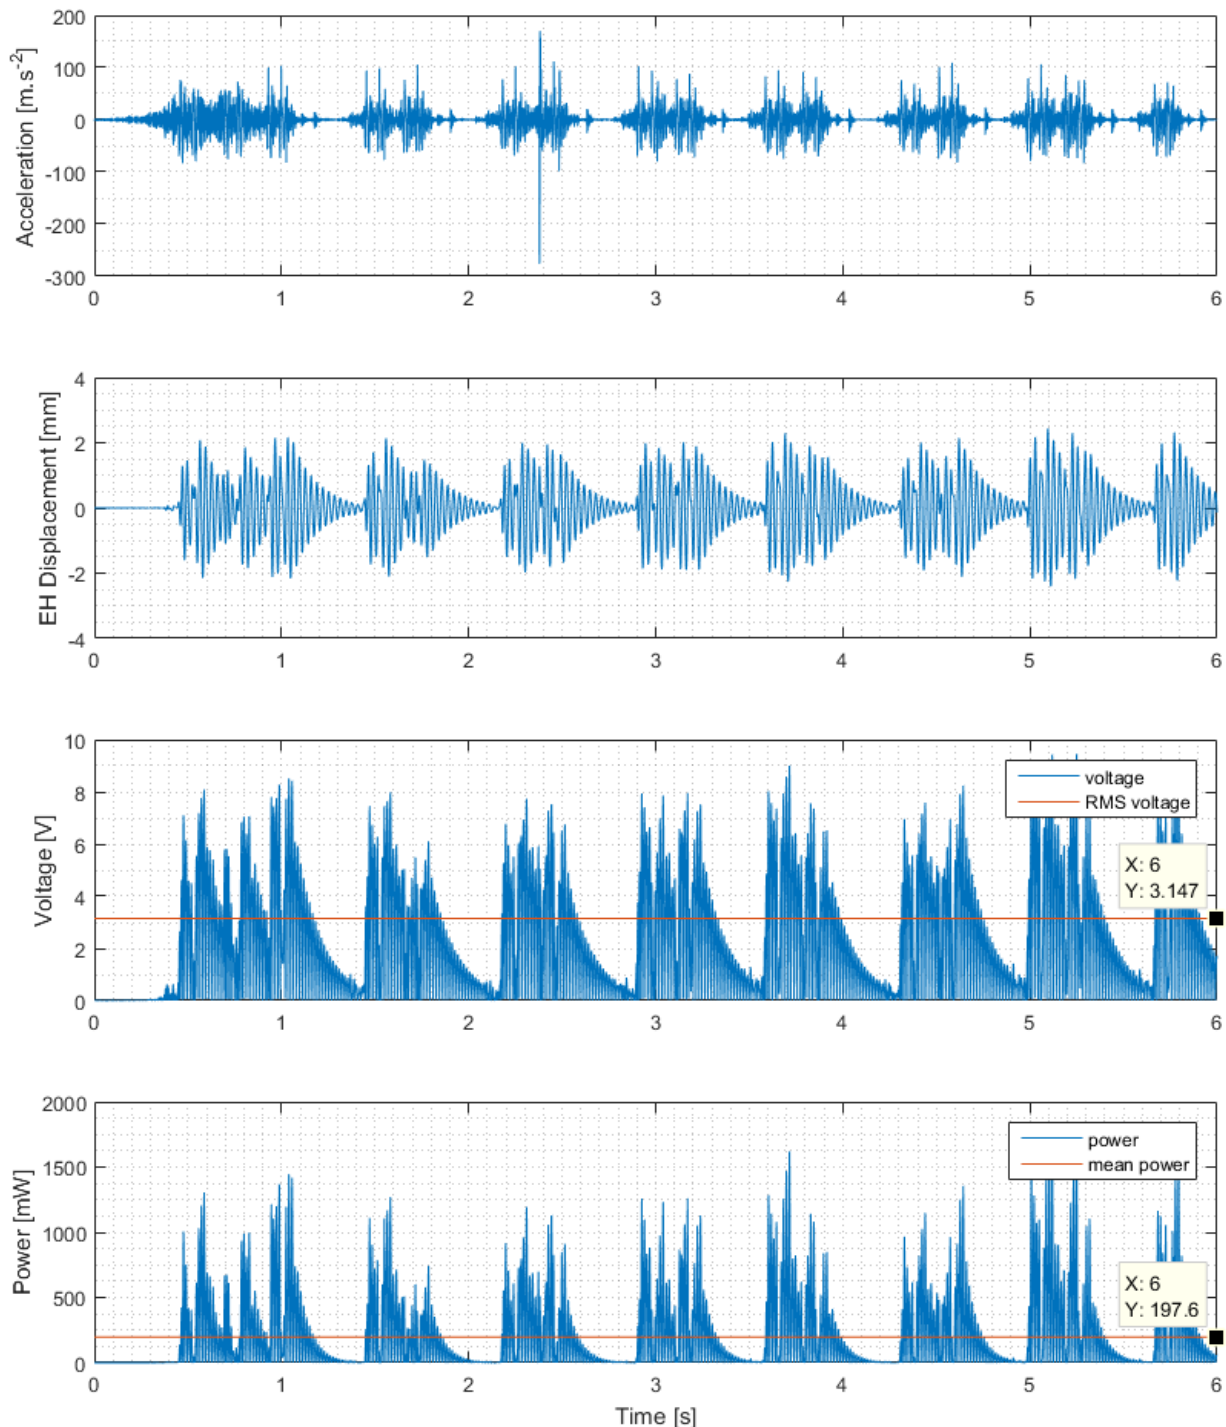 200
100
0
-100
-200
-300
Acceleration [m.s-2]
0 1 2 3 4 5 6
4
2
0
-2
-4
EH Displacement [mm]
0 1 2 3 4 5 6
10
8
6
4
2
0
Voltage [V]
voltage
RMS voltage
X: 6
Y: 3.147
0 1 2 3 4 5 6
2000
1500
1000
500
0
Power [mW]
power
mean power
X: 6
Y: 197.6
0 1 2 3 4 5 6
Time [s]